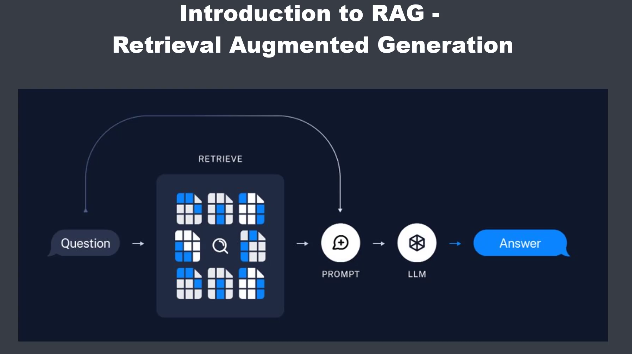 Introduction to RAG -
Retrieval Augmented Generation
RETRIEVE
Question
Answer
PROMPT
LLM